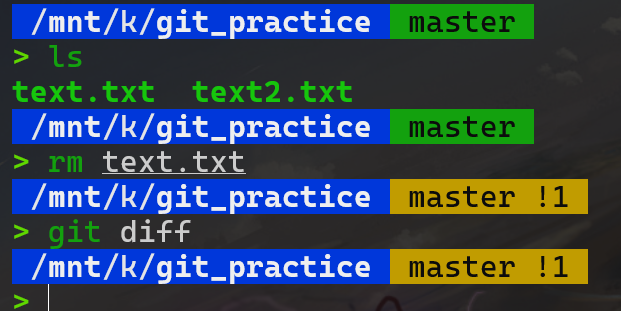 /mnt/k/git_practice master
> ls
text.txt text2.txt
/mnt/k/git_practice master
> rm text.txt
/mnt/k/git_practice master !1
> git diff
/mnt/k/git_practice master !1
>